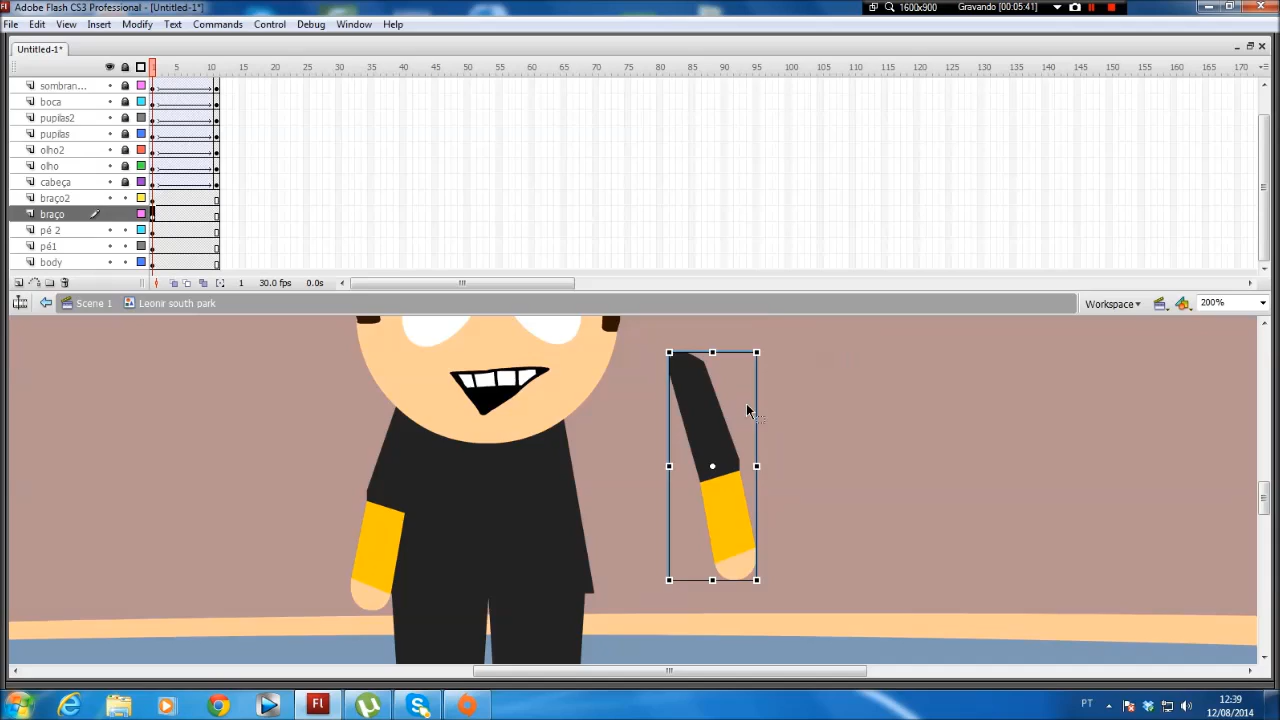 Adobe Flash CS3 Professional - [Untitled-1*]
1600x900
Gravando [00:05:41]
File Edit View Insert Modify Text Commands Control Debug Window Help
Untitled-1*
5 10 15 20 25 30 35 40 45 50 55 60 65 70 75 80 85 90 95 100 105 110 115 120 125 130 135 140 145 150 155 160 165 170
sombran...
boca
pupilas2
pupilas
olho2
olho
cabeça
braço2
braço
pé 2
pé1
body
1 30.0 fps 0.0s
Scene 1 Leonir south park Workspace 200%
PT
12:39
12/08/2014